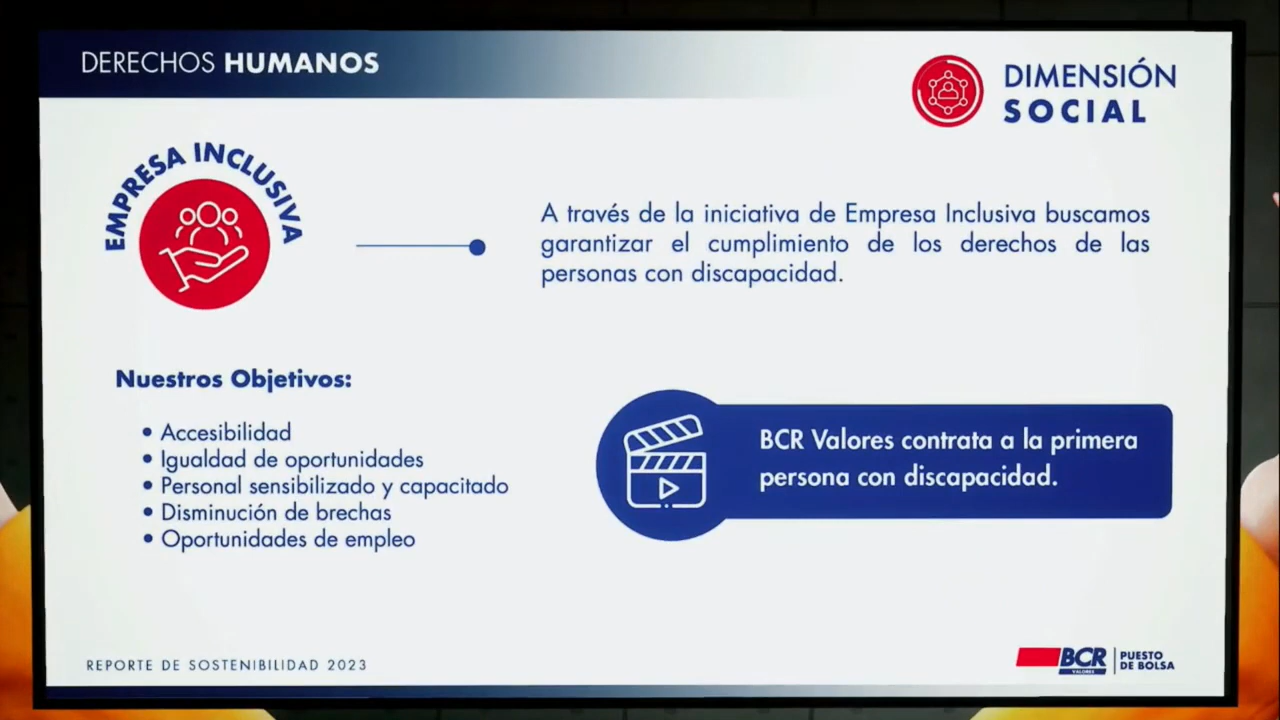 DERECHOS HUMANOS
DIMENSIÓN
SOCIAL
EMPRESA INCLUSIVA
A través de la iniciativa de Empresa Inclusiva buscamos
garantizar el cumplimiento de los derechos de las
personas con discapacidad.
Nuestros Objetivos:
• Accesibilidad
• Igualdad de oportunidades
• Personal sensibilizado y capacitado
• Disminución de brechas
• Oportunidades de empleo
BCR Valores contrata a la primera
persona con discapacidad.
REPORTE DE SOSTENIBILIDAD 2023
BCR
VALORES
PUESTO
DE BOLSA